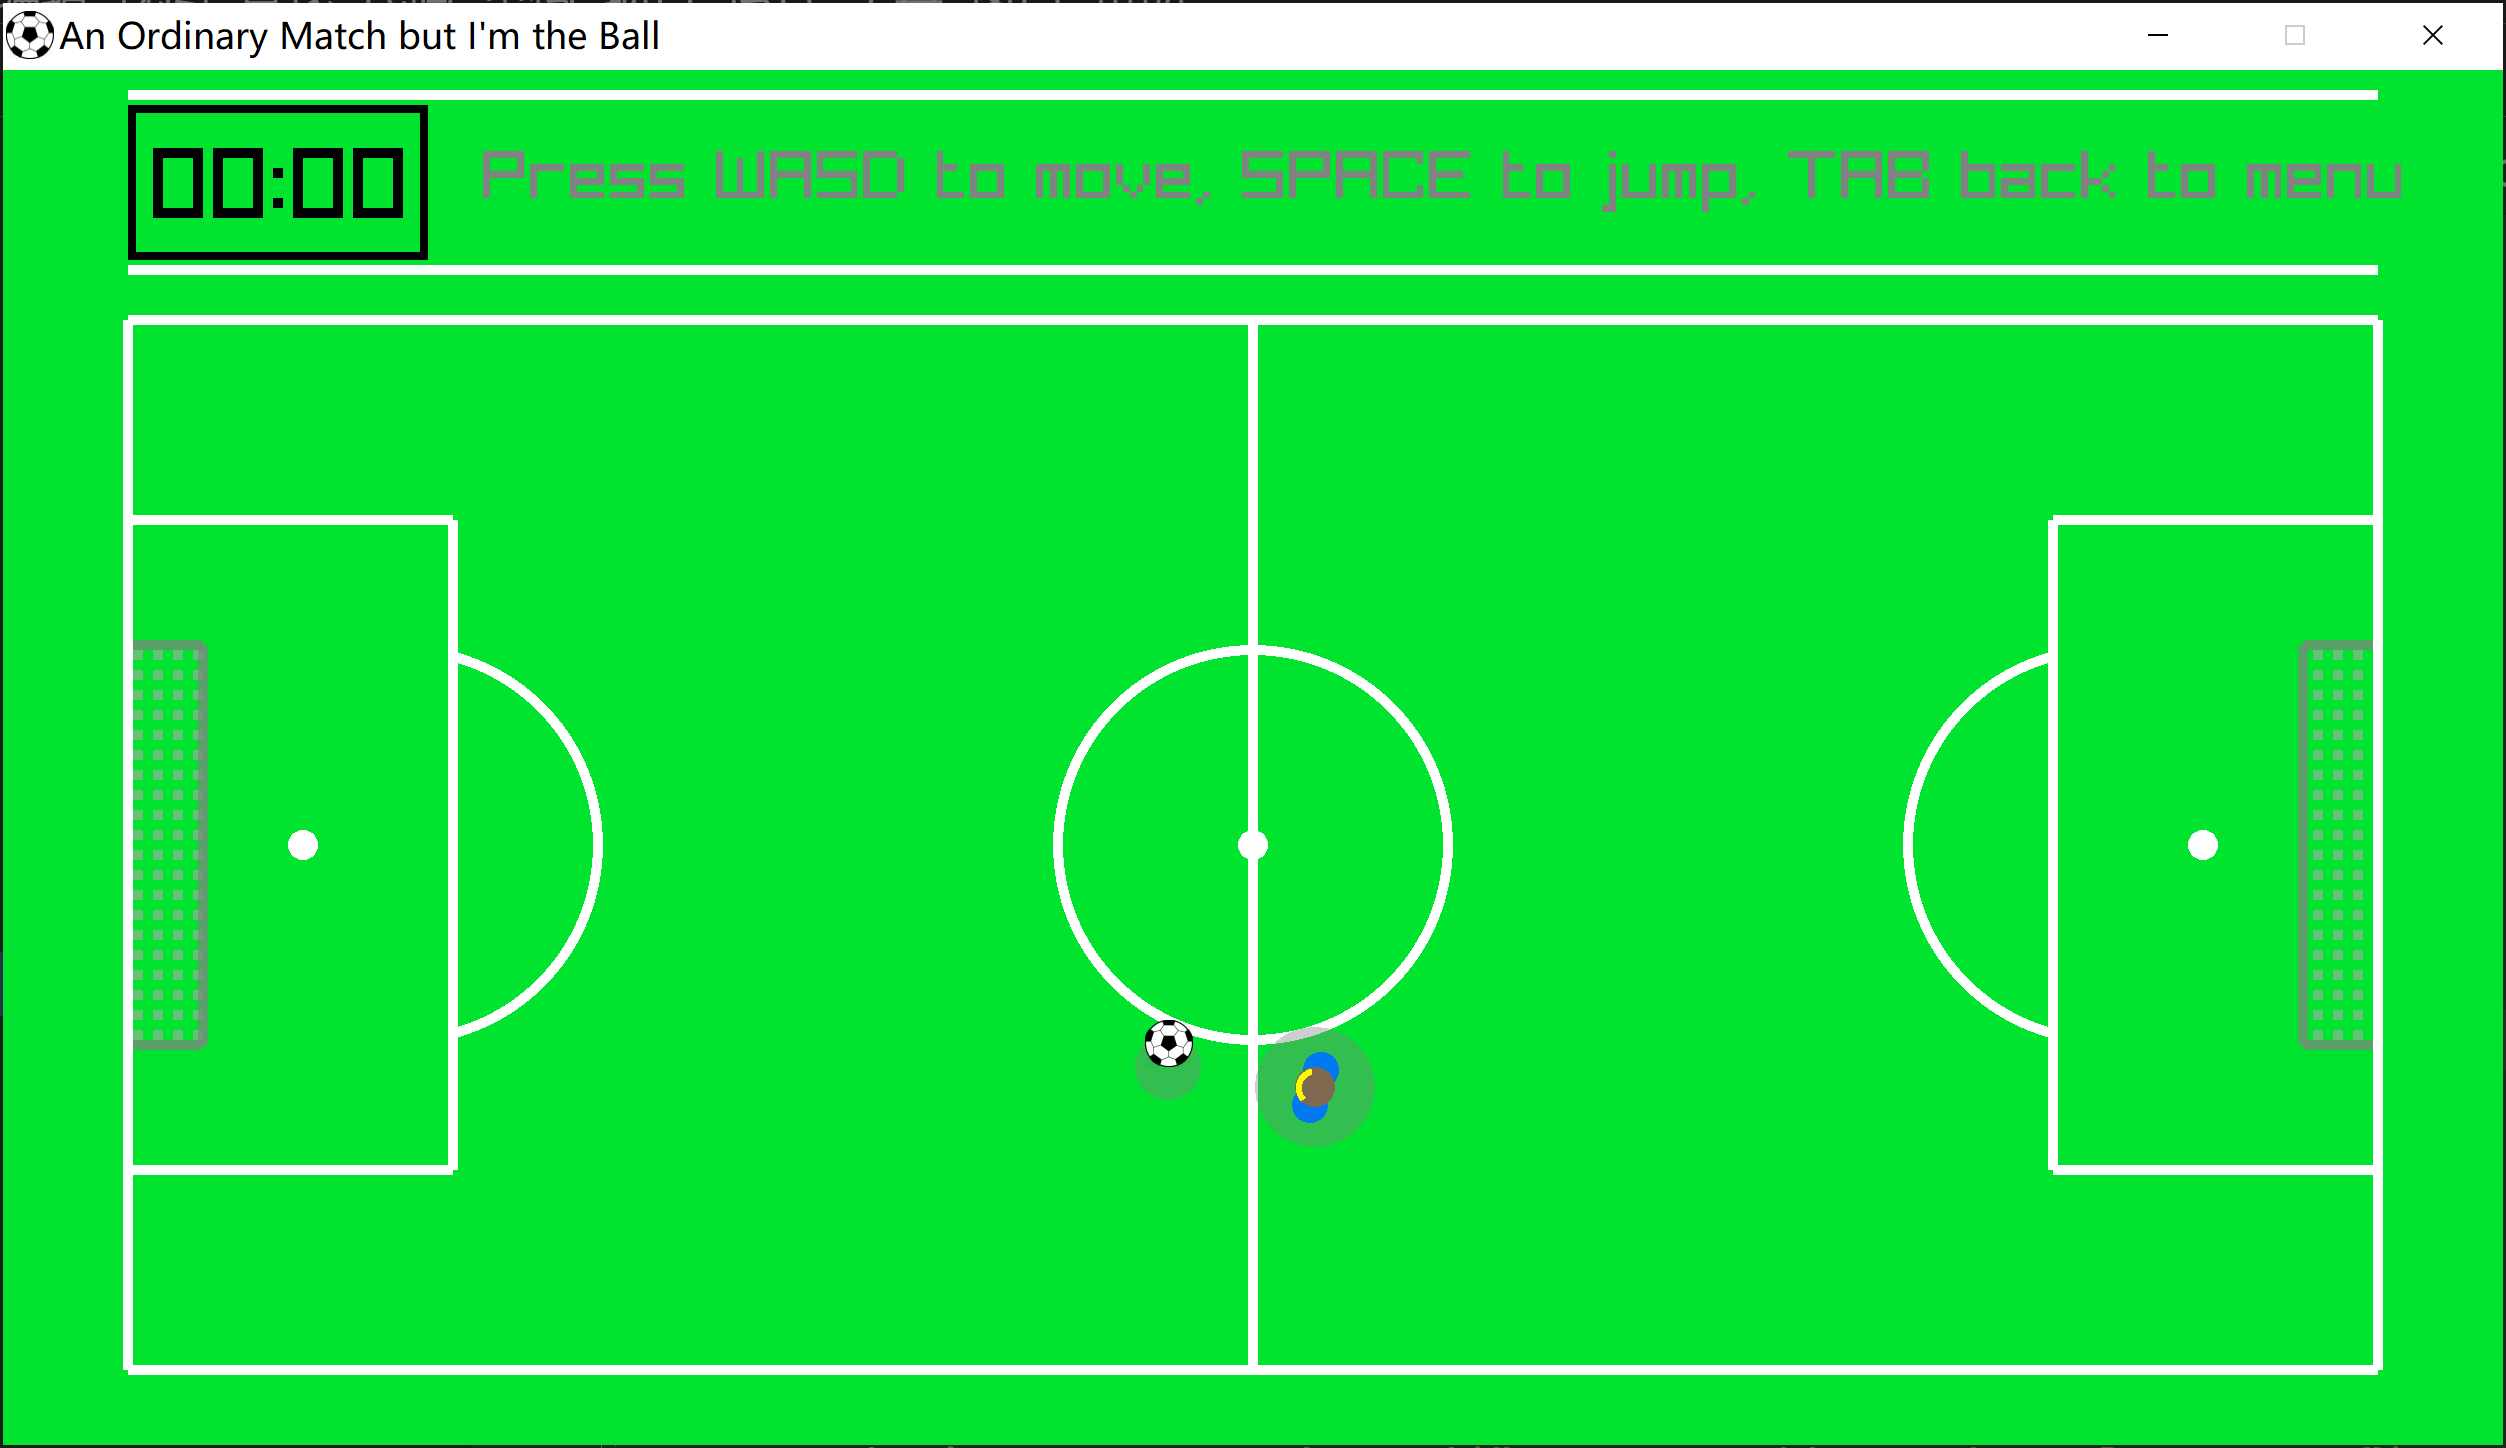 An Ordinary Match but I'm the Ball
00:00
Press WASD to move, SPACE to jump, TAB back to menu